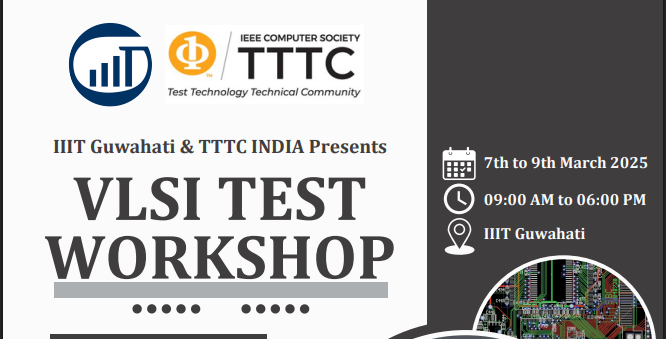 IEEE COMPUTER SOCIETY
TTTC
Test Technology Technical Community
IIIT Guwahati & TTTC INDIA Presents
VLSI TEST
WORKSHOP
7th to 9th March 2025
09:00 AM to 06:00 PM
IIIT Guwahati